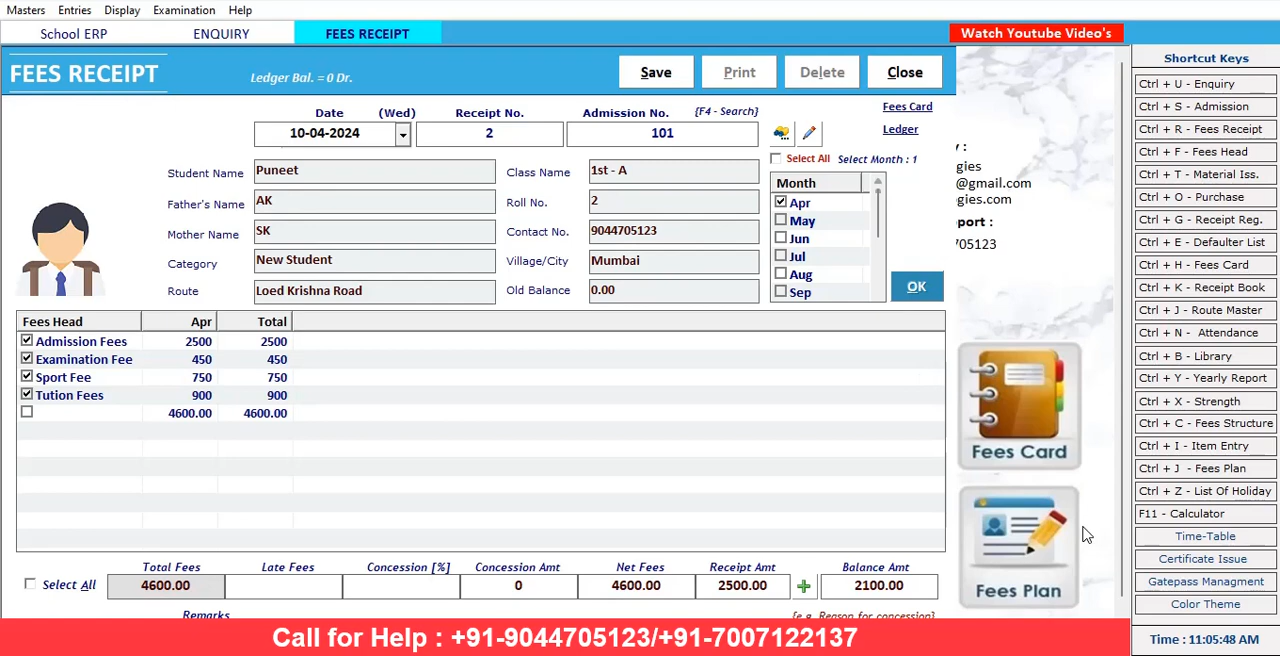 Masters Entries Display Examination Help
School ERP ENQUIRY FEES RECEIPT Watch Youtube Video's
FEES RECEIPT Ledger Bal. = 0 Dr. Save Print Delete Close
Date (Wed) Receipt No. Admission No. {F4 - Search} Fees Card
10-04-2024 2 101 Ledger
Select All Select Month : 1
Student Name Puneet Class Name 1st - A
Father's Name AK Roll No. 2
Mother Name SK Contact No. 9044705123
Category New Student Village/City Mumbai
Route Loed Krishna Road Old Balance 0.00
Month
Apr
May
Jun
Jul
Aug
Sep
OK
y :
gies
@gmail.com
egies.com
port :
705123
Fees Head Apr Total
Admission Fees 2500 2500
Examination Fee 450 450
Sport Fee 750 750
Tution Fees 900 900
4600.00 4600.00
Fees Card
Fees Plan
Total Fees Late Fees Concession [%] Concession Amt Net Fees Receipt Amt Balance Amt
Select All 4600.00 0 4600.00 2500.00 2100.00
Remarks {e.g. Reason for concession}
Call for Help : +91-9044705123/+91-7007122137
Shortcut Keys
Ctrl + U - Enquiry
Ctrl + S - Admission
Ctrl + R - Fees Receipt
Ctrl + F - Fees Head
Ctrl + T - Material Iss.
Ctrl + O - Purchase
Ctrl + G - Receipt Reg.
Ctrl + E - Defaulter List
Ctrl + H - Fees Card
Ctrl + K - Receipt Book
Ctrl + J - Route Master
Ctrl + N - Attendance
Ctrl + B - Library
Ctrl + Y - Yearly Report
Ctrl + X - Strength
Ctrl + C - Fees Structure
Ctrl + I - Item Entry
Ctrl + J - Fees Plan
Ctrl + Z - List Of Holiday
F11 - Calculator
Time-Table
Certificate Issue
Gatepass Managment
Color Theme
Time : 11:05:48 AM